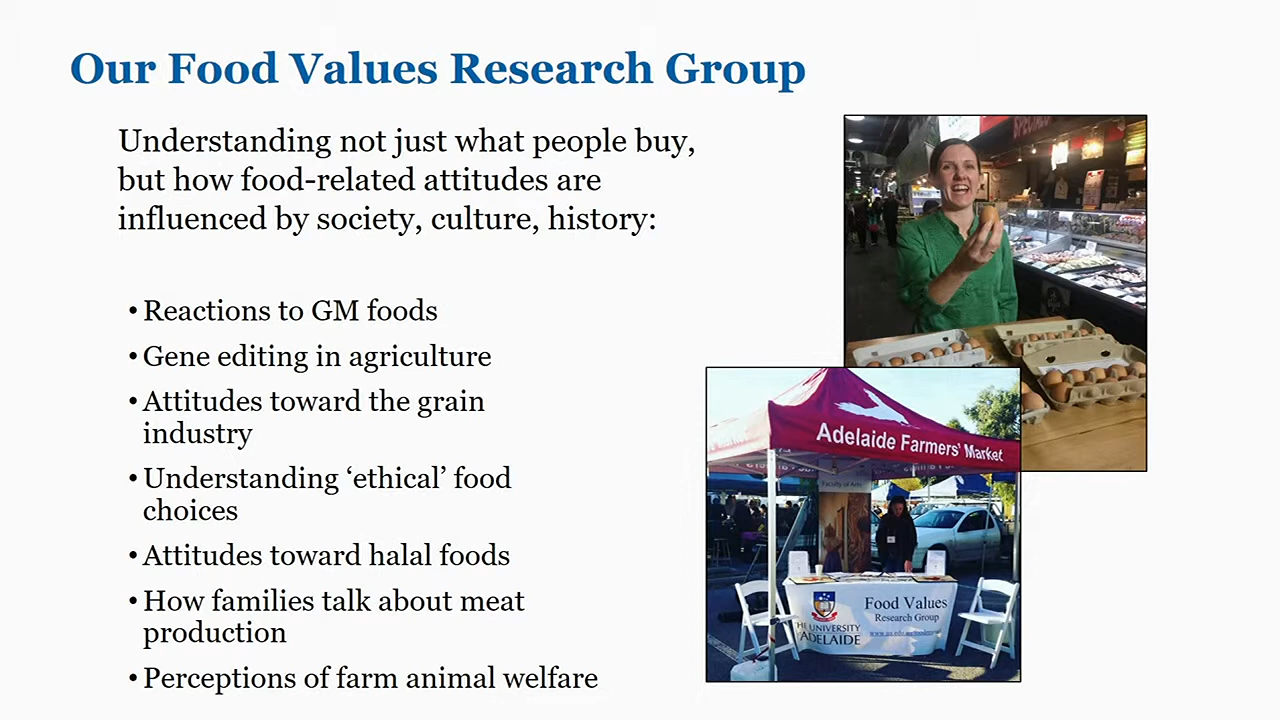 Our Food Values Research Group
Understanding not just what people buy,
but how food-related attitudes are
influenced by society, culture, history:
• Reactions to GM foods
• Gene editing in agriculture
• Attitudes toward the grain
industry
• Understanding ‘ethical’ food
choices
• Attitudes toward halal foods
• How families talk about meat
production
• Perceptions of farm animal welfare
Adelaide Farmers' Market
Faculty of Arts
Food Values
Research Group
THE UNIVERSITY
ADELAIDE